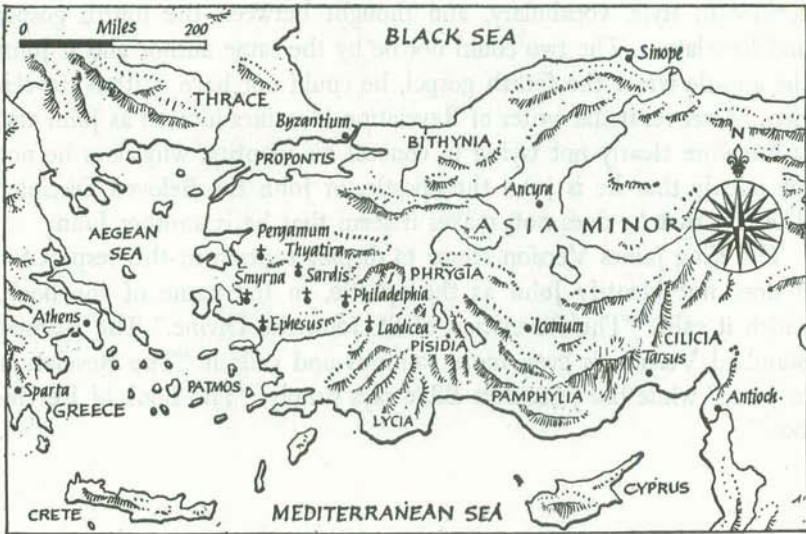 0 Miles 200
BLACK SEA
Sinope
THRACE
Byzantium
BITHYNIA
N
PROPONTIS
Ancyra
ASIA MINOR
AEGEAN
SEA
Pergamum
Thyatira
Smyrna
Sardis
PHRYGIA
Philadelphia
Athens
Ephesus
Laodicea
Iconium
CILICIA
PISIDIA
Tarsus
Sparta
PATMOS
PAMPHYLIA
Antioch
GREECE
LYCIA
CYPRUS
CRETE
MEDITERRANEAN SEA